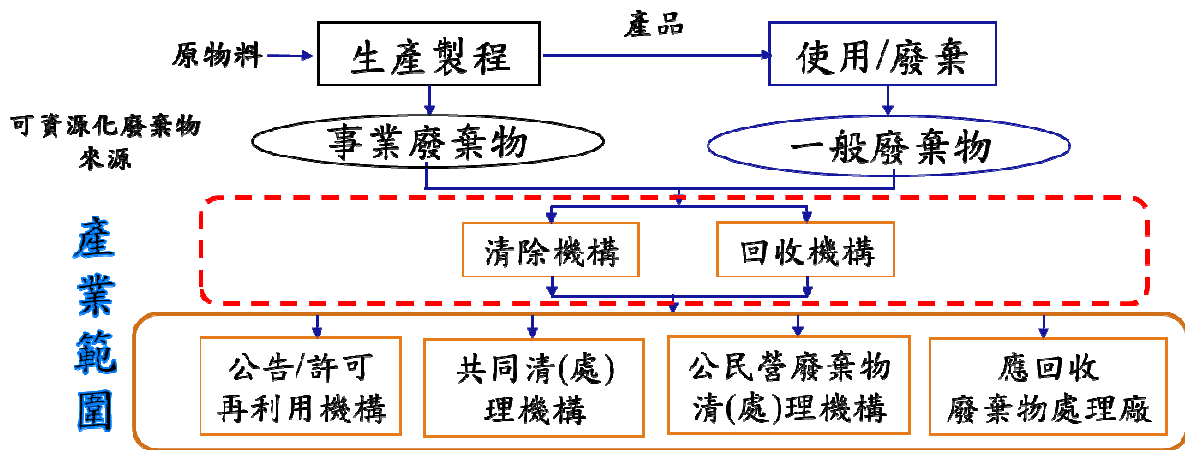 產品
原物料
生產製程
使用/廢棄
可資源化廢棄物
來源
事業廢棄物
一般廢棄物
產業範圍
清除機構
回收機構
公告/許可
再利用機構
共同清(處)
理機構
公民營廢棄物
清(處)理機構
應回收
廢棄物處理廠